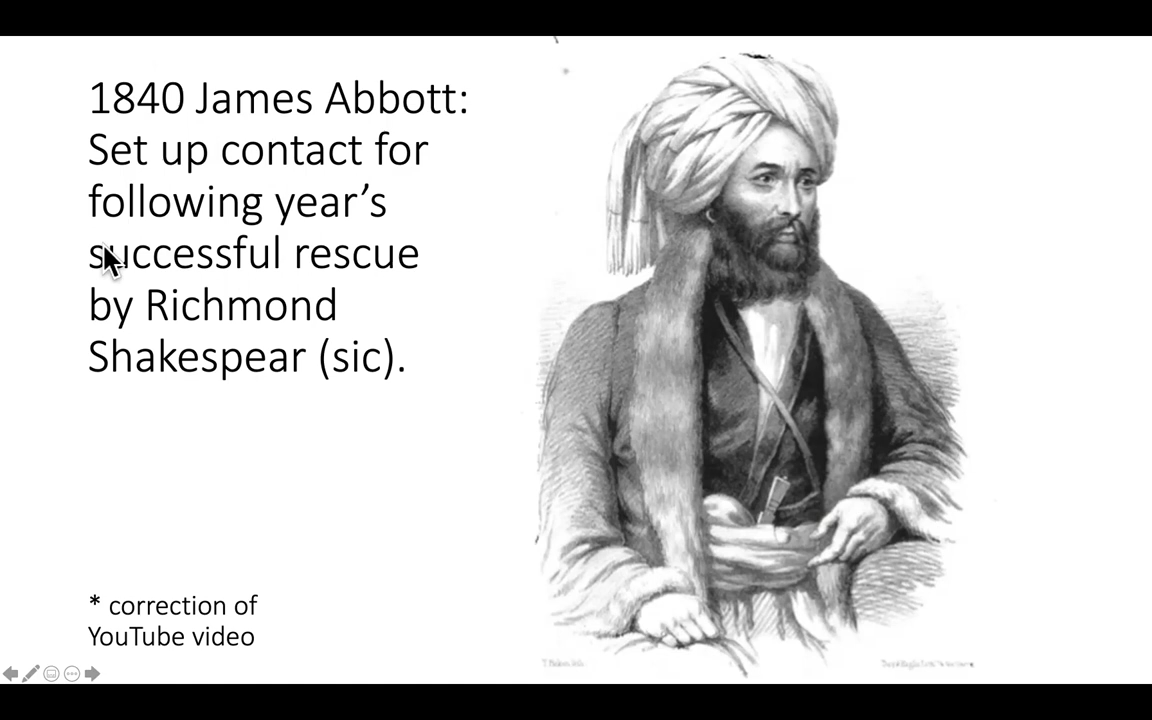 1840 James Abbott:
Set up contact for
following year’s
successful rescue
by Richmond
Shakespear (sic).
* correction of
YouTube video